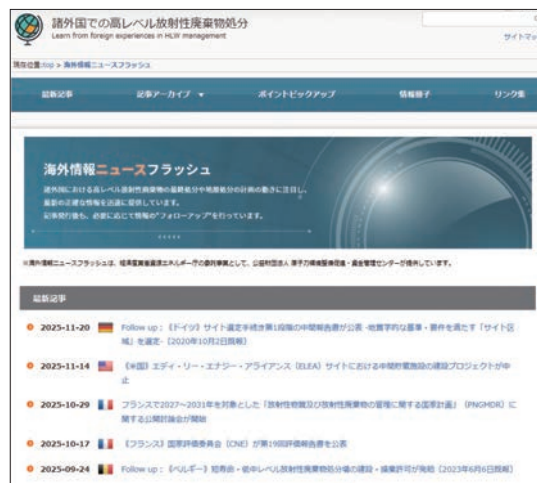 諸外国での高レベル放射性廃棄物処分
Learn from foreign experiences in HLW management
サイトマッ
現在位置:top > 海外情報ニュースフラッシュ
最新記事 記事アーカイブ ▼ ポイントピックアップ 情報冊子 リンク集
海外情報ニュースフラッシュ
諸外国における高レベル放射性廃棄物の最終処分や地層処分の計画の動きに注目し、
最新の正確な情報を迅速に提供しています。
記事発行後も、必要に応じて情報の"フォローアップ"を行っています。
※海外情報ニュースフラッシュは、経済産業省資源エネルギー庁の委託事業として、公益財団法人 原子力環境整備促進・資金管理センターが提供しています。
最新記事
2025-11-20 Follow up:《ドイツ》サイト選定手続き第1段階の中間報告書が公表 -地質学的な基準・要件を満たす「サイト区
域」を選定- [2020年10月2日既報]
2025-11-14 《米国》エディ・リー・エナジー・アライアンス(ELEA)サイトにおける中間貯蔵施設の建設プロジェクトが中
止
2025-10-29 フランスで2027~2031年を対象とした「放射性物質及び放射性廃棄物の管理に関する国家計画」(PNGMDR)に
関する公開討論会が開始
2025-10-17 《フランス》国家評価委員会(CNE)が第19回評価報告書を公表
2025-09-24 Follow up:《ベルギー》短寿命・低中レベル放射性廃棄物処分場の建設・操業許可が発給 [2023年6月6日既報]